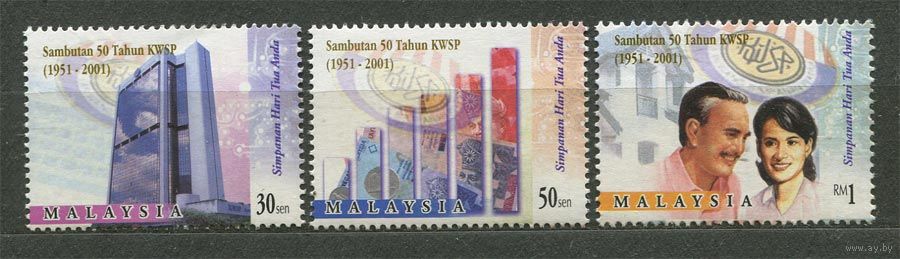 Sambutan 50 Tahun KWSP
(1951 - 2001)
Simpanan Hari Tua Anda
MALAYSIA
30sen
Sambutan 50 Tahun KWSP
(1951 - 2001)
Simpanan Hari Tua Anda
MALAYSIA
50sen
Sambutan 50 Tahun KWSP
(1951 - 2001)
Simpanan Hari Tua Anda
MALAYSIA
RM1
www.ay.by